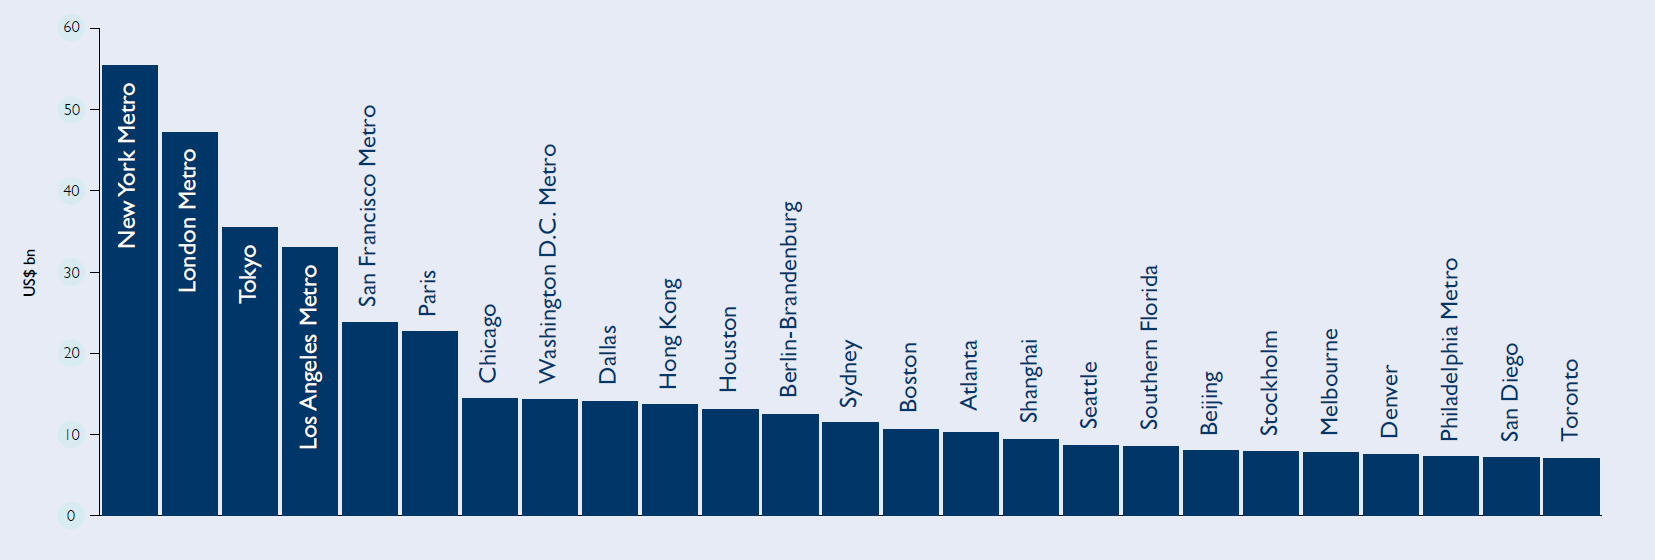 60
50
40
30
20
10
0
US$ bn
New York Metro
London Metro
Tokyo
Los Angeles Metro
San Francisco Metro
Paris
Chicago
Washington D.C. Metro
Dallas
Hong Kong
Houston
Berlin-Brandenburg
Sydney
Boston
Atlanta
Shanghai
Seattle
Southern Florida
Beijing
Stockholm
Melbourne
Denver
Philadelphia Metro
San Diego
Toronto